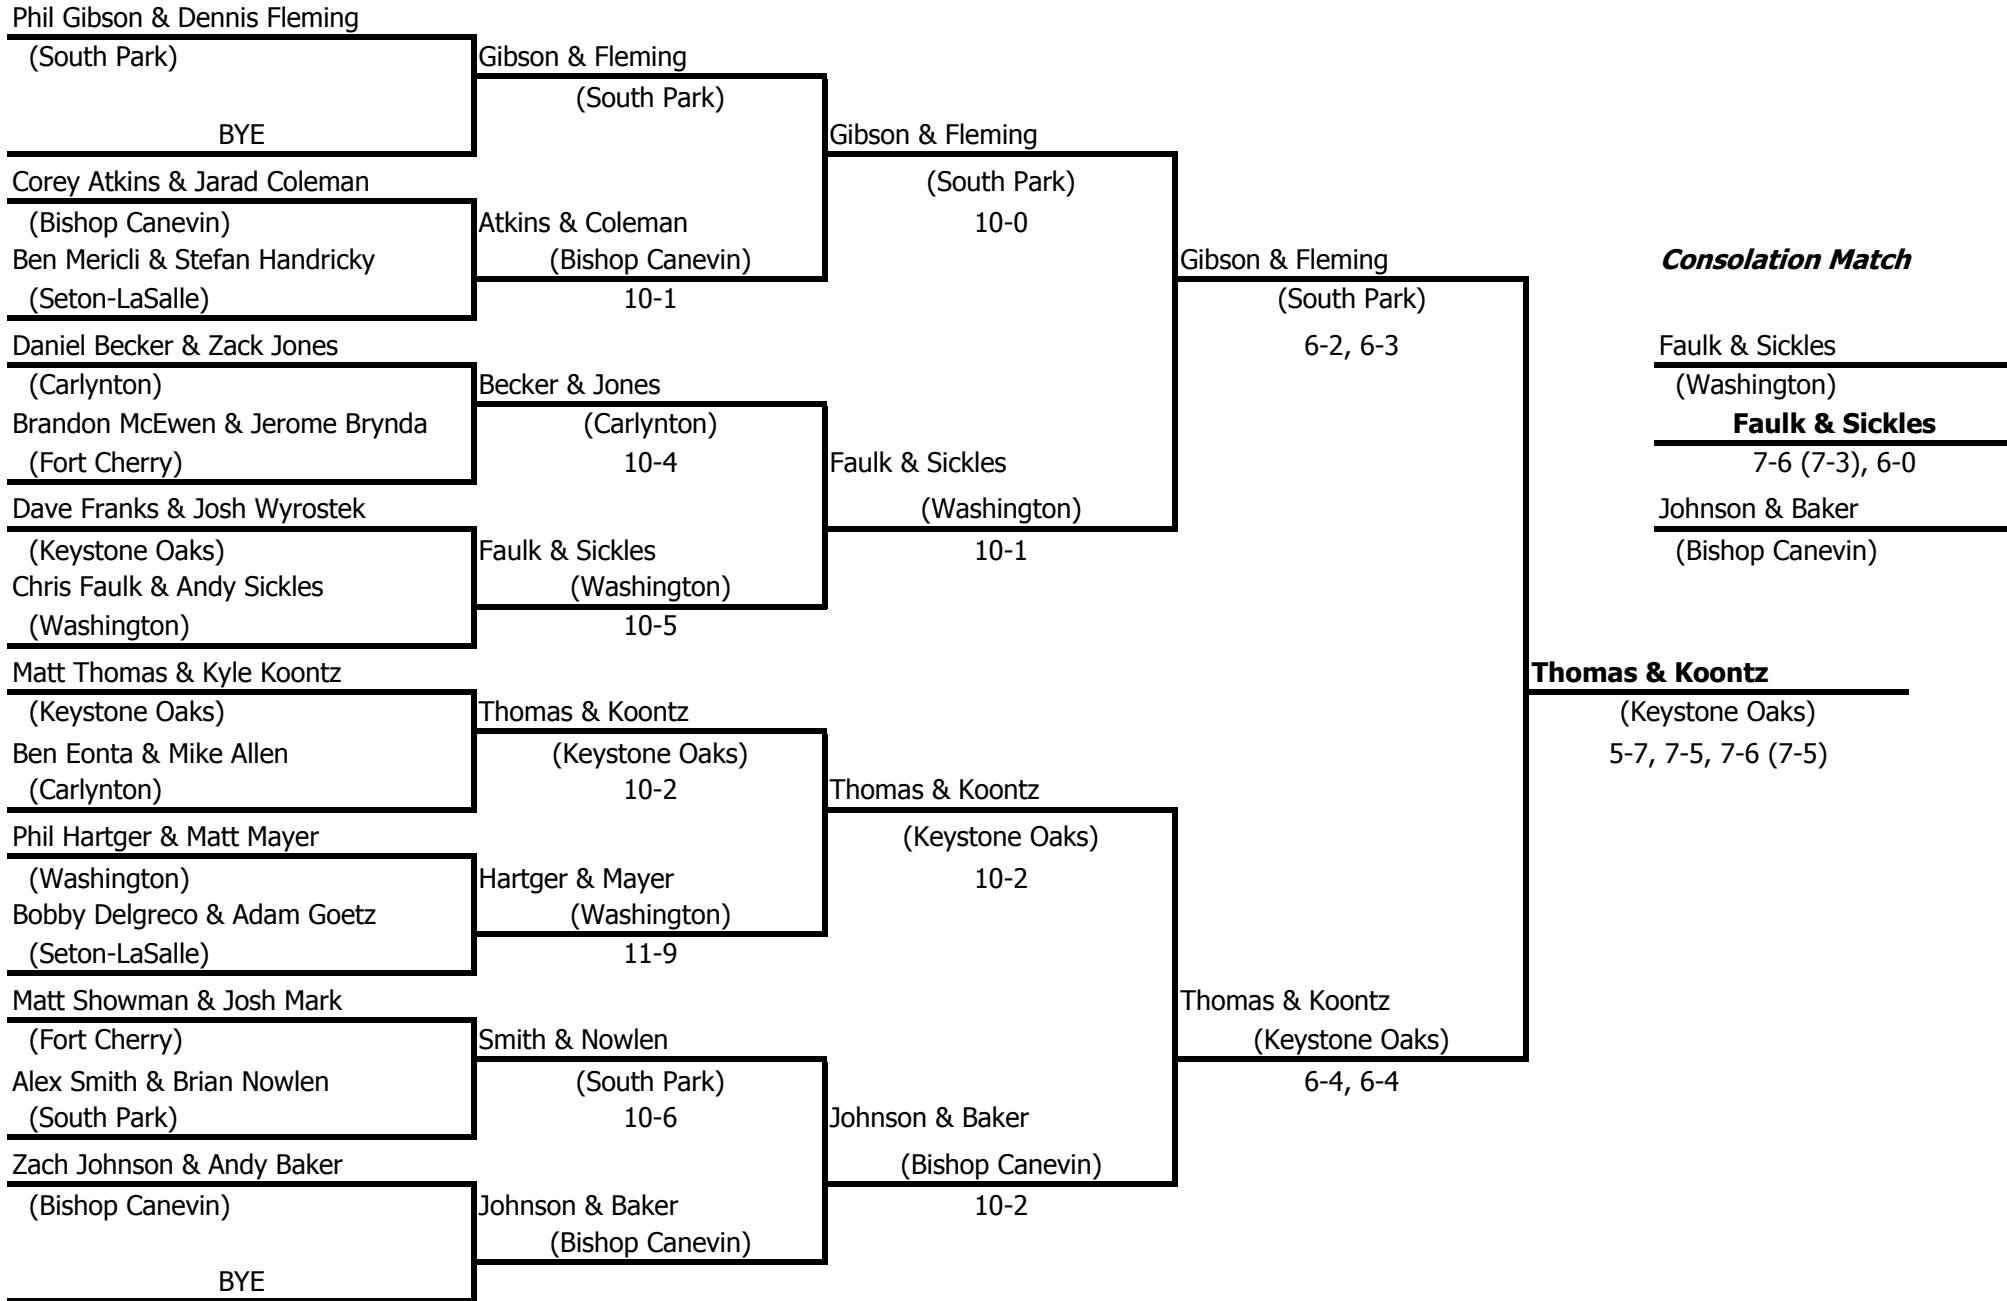 Phil Gibson & Dennis Fleming
(South Park)
BYE
Corey Atkins & Jarad Coleman
(Bishop Canevin)
Ben Mericli & Stefan Handricky
(Seton-LaSalle)
Daniel Becker & Zack Jones
(Carlynton)
Brandon McEwen & Jerome Brynda
(Fort Cherry)
Dave Franks & Josh Wyrostek
(Keystone Oaks)
Chris Faulk & Andy Sickles
(Washington)
Matt Thomas & Kyle Koontz
(Keystone Oaks)
Ben Eonta & Mike Allen
(Carlynton)
Phil Hartger & Matt Mayer
(Washington)
Bobby Delgreco & Adam Goetz
(Seton-LaSalle)
Matt Showman & Josh Mark
(Fort Cherry)
Alex Smith & Brian Nowlen
(South Park)
Zach Johnson & Andy Baker
(Bishop Canevin)
BYE
Gibson & Fleming
(South Park)
Atkins & Coleman
(Bishop Canevin)
10-1
Becker & Jones
(Carlynton)
10-4
Faulk & Sickles
(Washington)
10-5
Thomas & Koontz
(Keystone Oaks)
10-2
Hartger & Mayer
(Washington)
11-9
Smith & Nowlen
(South Park)
10-6
Johnson & Baker
(Bishop Canevin)
Gibson & Fleming
(South Park)
10-0
Faulk & Sickles
(Washington)
10-1
Thomas & Koontz
(Keystone Oaks)
10-2
Johnson & Baker
(Bishop Canevin)
10-2
Gibson & Fleming
(South Park)
6-2, 6-3
Thomas & Koontz
(Keystone Oaks)
6-4, 6-4
Thomas & Koontz
(Keystone Oaks)
5-7, 7-5, 7-6 (7-5)
Consolation Match
Faulk & Sickles
(Washington)
Faulk & Sickles
7-6 (7-3), 6-0
Johnson & Baker
(Bishop Canevin)